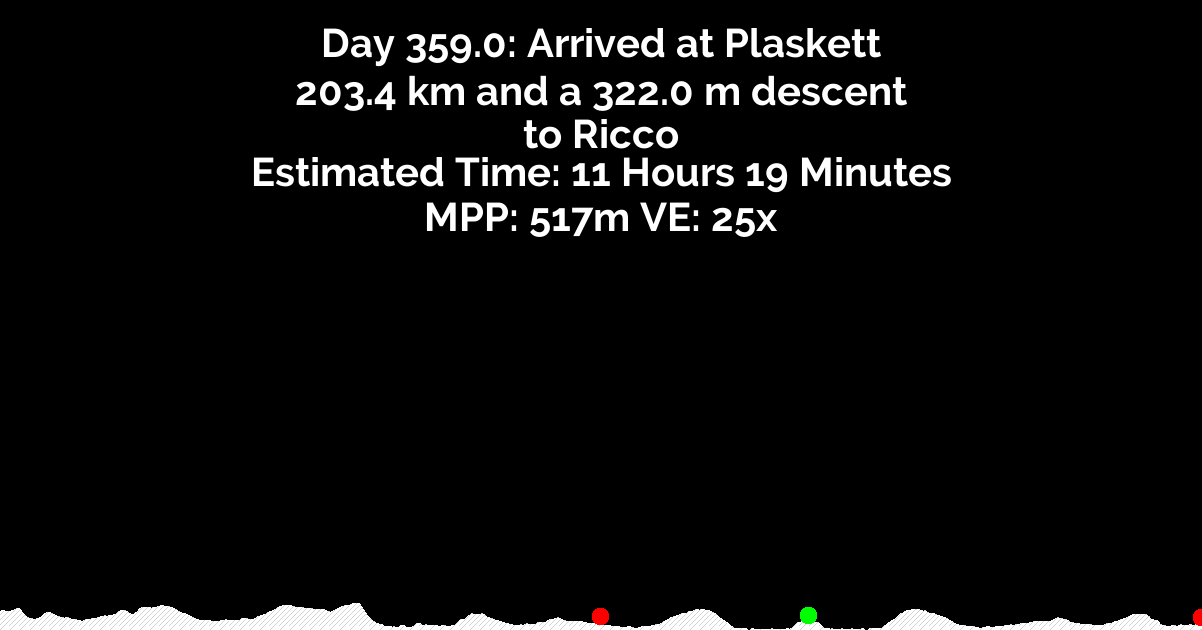 Day 359.0: Arrived at Plaskett
203.4 km and a 322.0 m descent
to Ricco
Estimated Time: 11 Hours 19 Minutes
MPP: 517m VE: 25x